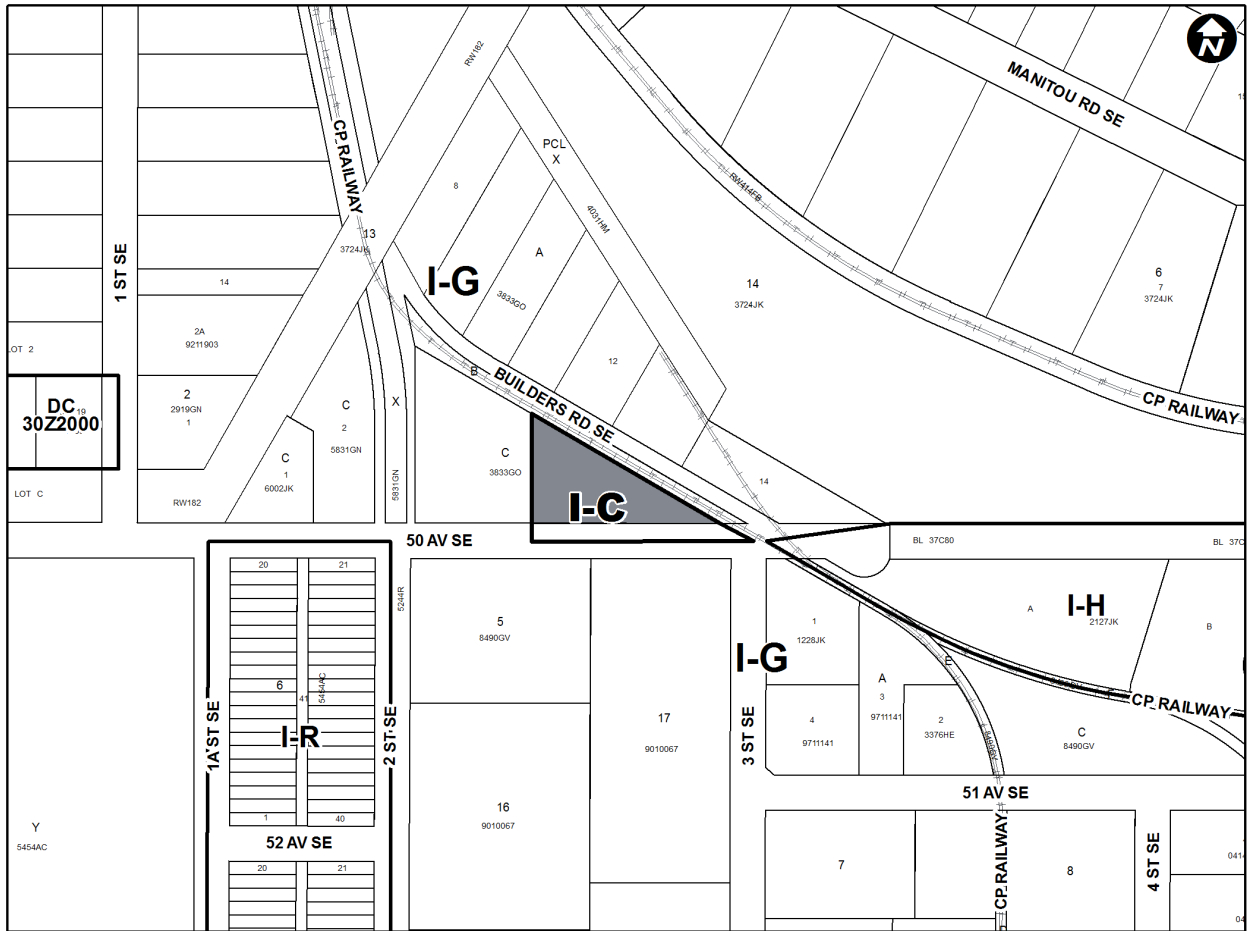 N
RW182
MANITOU RD SE
CP RAILWAY
PCL
X
RW414FB
8
4031HM
13
3724JK
A
1 ST SE
I-G
3833GO
14
3724JK
6
7
3724JK
14
2A
9211903
LOT 2
12
B
BUILDERS RD SE
CP RAILWAY
DC 19
30Z2000
2
2919GN
1
C
2
5831GN
X
C
3833GO
C
1
6002JK
5831GN
14
LOT C
RW182
I-C
50 AV SE
BL 37C80
BL 37C
20
21
5244R
5
8490GV
1
1228JK
A
I-H
2127JK
B
I-G
E
6
41
5454AC
A
3
9711141
CP RAILWAY
1A ST SE
I-R
2 ST SE
17
9010067
3 ST SE
4
9711141
2
3376HE
8490GV
C
8490GV
51 AV SE
16
9010067
1
40
Y
5454AC
52 AV SE
CP RAILWAY
4 ST SE
7
8
0414
20
21
04